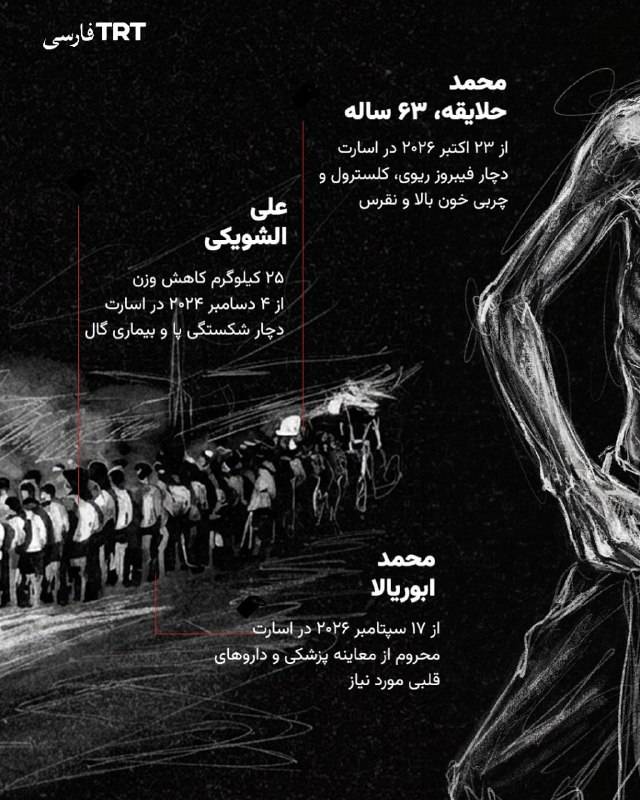 TRT فارسی
محمد
حلایقه، ۶۳ ساله
از ۲۳ اکتبر ۲۰۲۶ در اسارت
دچار فیبروز ریوی، کلسترول و
چربی خون بالا و نقرس
علی
الشویکی
۲۵ کیلوگرم کاهش وزن
از ۴ دسامبر ۲۰۲۴ در اسارت
دچار شکستگی پا و بیماری گال
محمد
ابوریالا
از ۱۷ سپتامبر ۲۰۲۶ در اسارت
محروم از معاینه پزشکی و داروهای
قلبی مورد نیاز